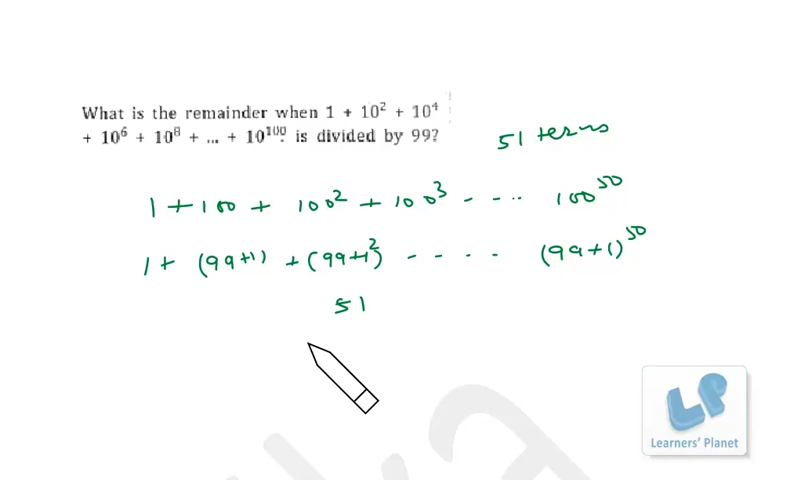 What is the remainder when 1 + 10² + 10⁴
+ 10⁶ + 10⁸ + ... + 10¹⁰⁰ is divided by 99?
51 terms
1 + 100 + 100² + 100³ - - -.. 100⁵⁰
1 + (99+1) + (99+1)² - - - - (99+1)⁵⁰
51
LP
Learners' Planet